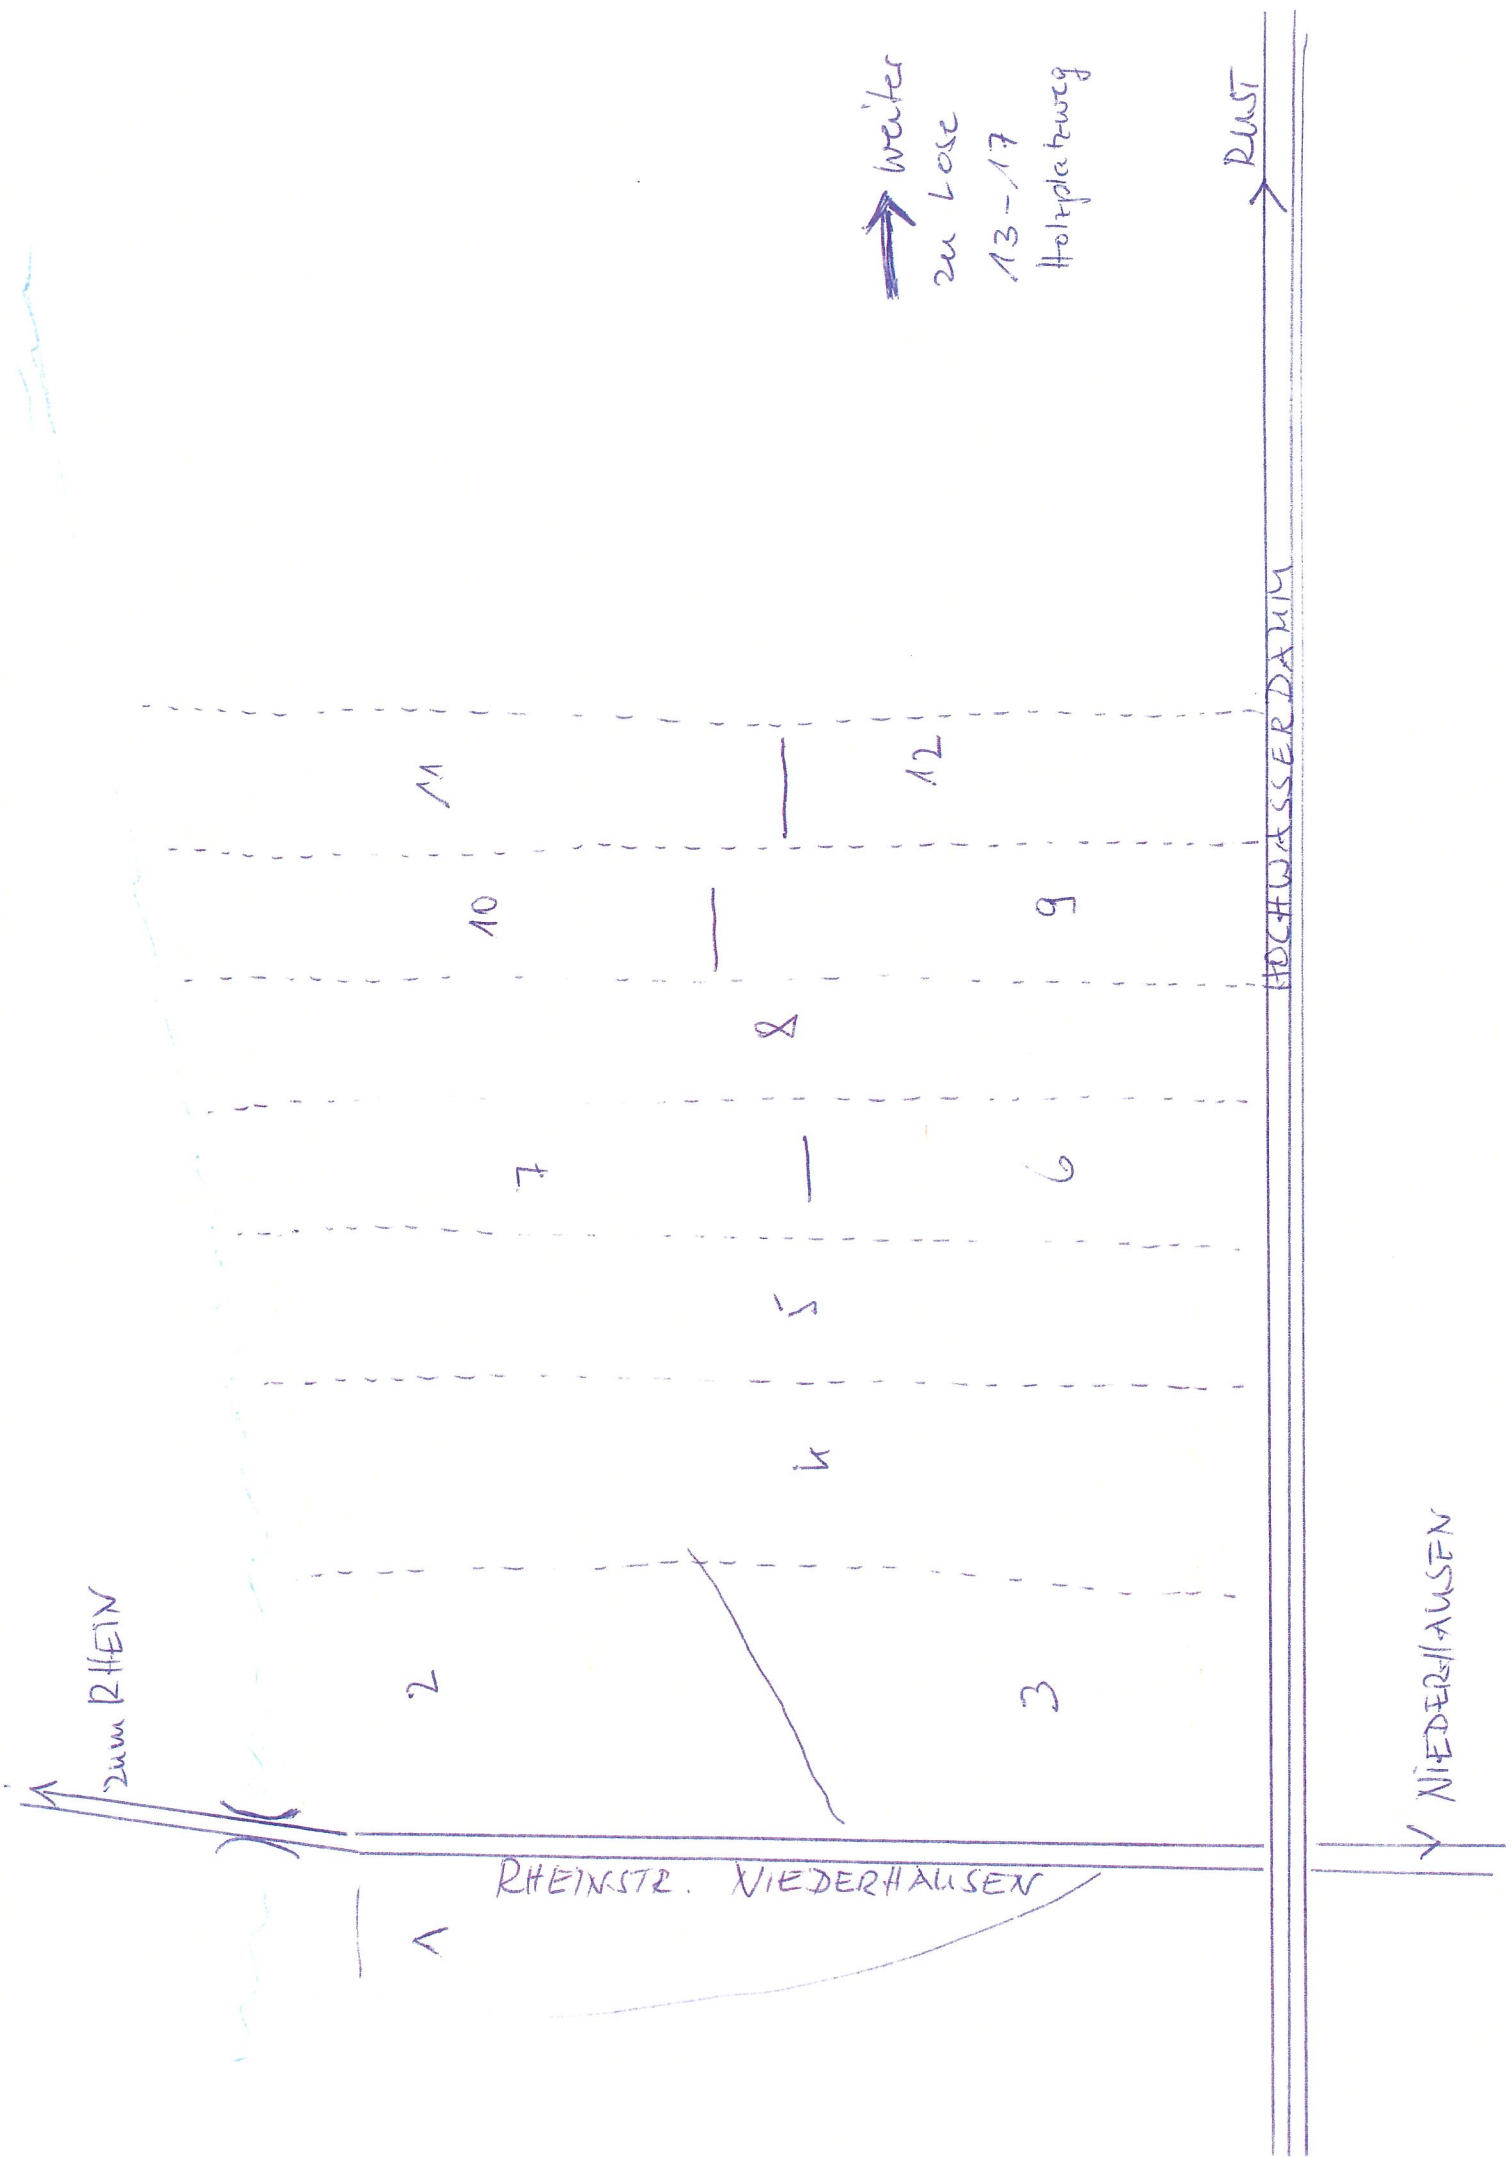 zum RHEIN
1
2
3
4
5
6
7
8
9
10
11
12
RHEINSTR. NIEDERHAUSEN
HOCHWASSERDAMM
NIEDERHAUSEN
RUST
weiter
zu Lose
13-17
Holzplatzweg